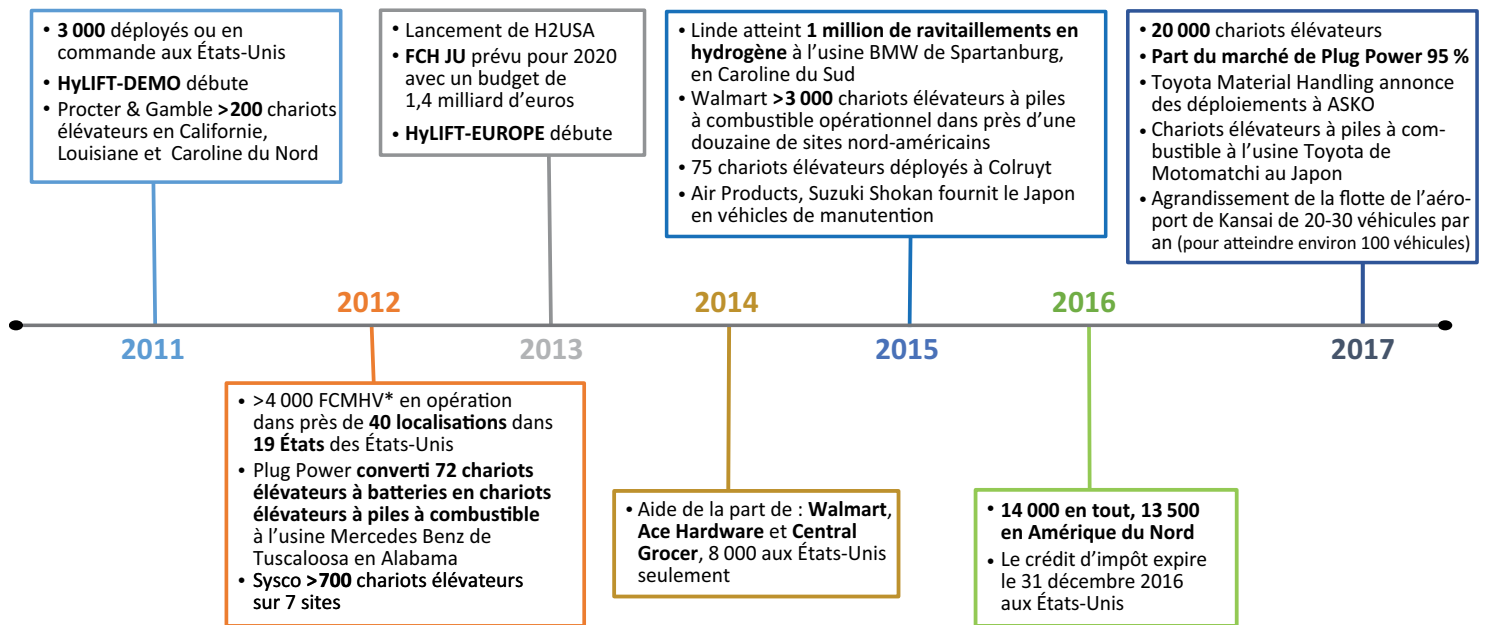 • 3 000 déployés ou en
commande aux États-Unis
• HyLIFT-DEMO débute
• Procter & Gamble >200 chariots
élévateurs en Californie,
Louisiane et Caroline du Nord
• Lancement de H2USA
• FCH JU prévu pour 2020
avec un budget de
1,4 milliard d’euros
• HyLIFT-EUROPE débute
• Linde atteint 1 million de ravitaillements en
hydrogène à l’usine BMW de Spartanburg,
en Caroline du Sud
• Walmart >3 000 chariots élévateurs à piles
à combustible opérationnel dans près d’une
douzaine de sites nord-américains
• 75 chariots élévateurs déployés à Colruyt
• Air Products, Suzuki Shokan fournit le Japon
en véhicles de manutention
• 20 000 chariots élévateurs
• Part du marché de Plug Power 95 %
• Toyota Material Handling annonce
des déploiements à ASKO
• Chariots élévateurs à piles à com-
bustible à l’usine Toyota de
Motomatchi au Japon
• Agrandissement de la flotte de l’aéro-
port de Kansai de 20-30 véhicules par
an (pour atteindre environ 100 véhicules)
2012
2014
2016
2011
2013
2015
2017
• >4 000 FCMHV* en opération
dans près de 40 localisations dans
19 États des États-Unis
• Plug Power converti 72 chariots
élévateurs à batteries en chariots
élévateurs à piles à combustible
à l’usine Mercedes Benz de
Tuscaloosa en Alabama
• Sysco >700 chariots élévateurs
sur 7 sites
• Aide de la part de : Walmart,
Ace Hardware et Central
Grocer, 8 000 aux États-Unis
seulement
• 14 000 en tout, 13 500
en Amérique du Nord
• Le crédit d’impôt expire
le 31 décembre 2016
aux États-Unis